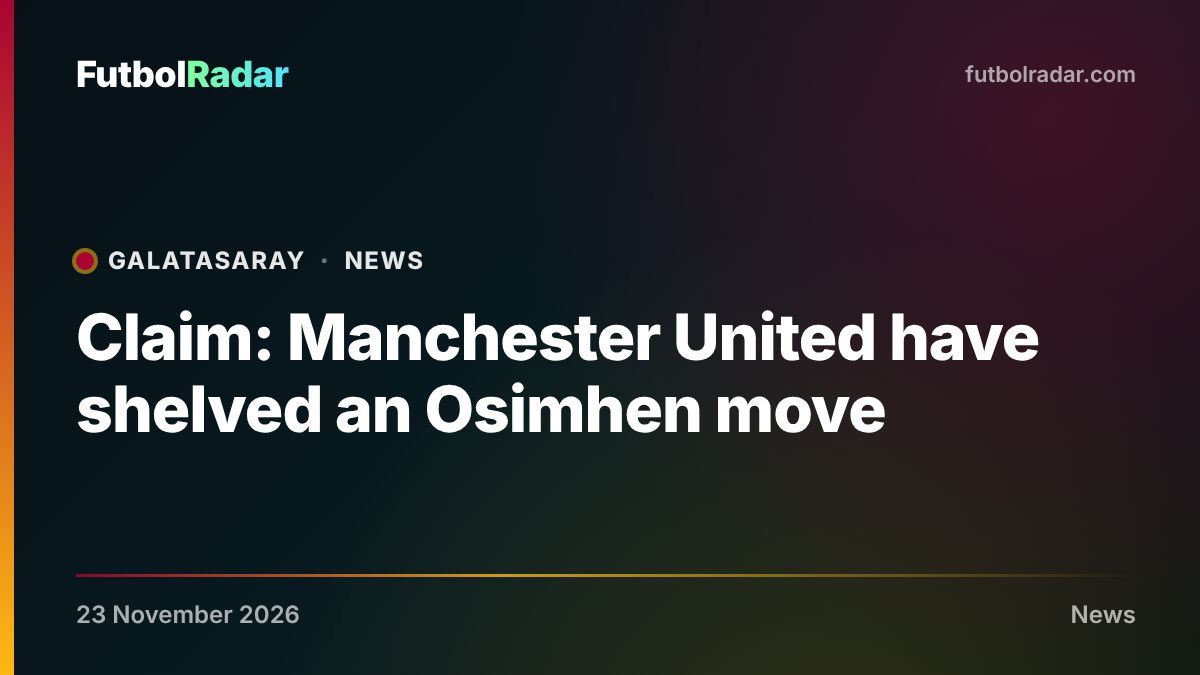 FutbolRadar
futbolradar.com
GALATASARAY · NEWS
Claim: Manchester United have
shelved an Osimhen move
23 November 2026
News